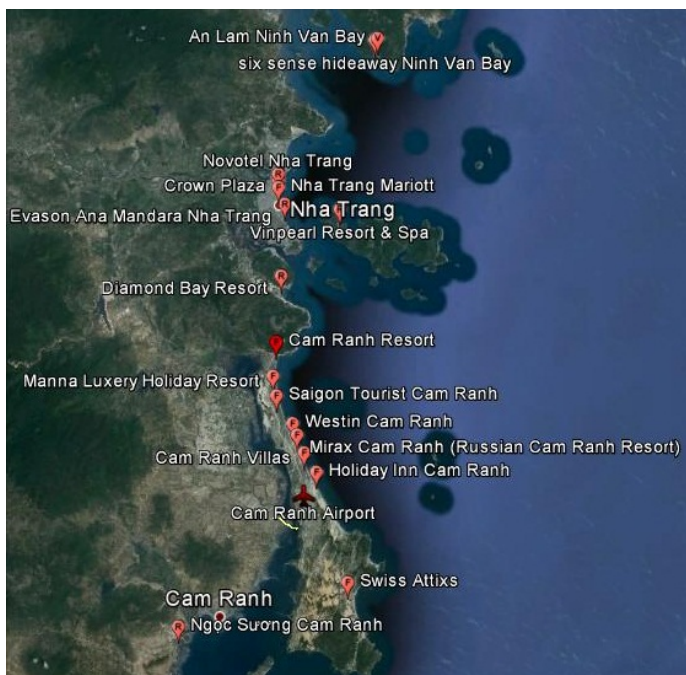 An Lam Ninh Van Bay
six sense hideaway Ninh Van Bay
Novotel Nha Trang
Crown Plaza
Nha Trang Mariott
Evason Ana Mandara Nha Trang
Nha Trang
Vinpearl Resort & Spa
Diamond Bay Resort
Cam Ranh Resort
Manna Luxery Holiday Resort
Saigon Tourist Cam Ranh
Westin Cam Ranh
Mirax Cam Ranh (Russian Cam Ranh Resort)
Cam Ranh Villas
Holiday Inn Cam Ranh
Cam Ranh Airport
Swiss Attixs
Cam Ranh
Ngọc Sương Cam Ranh